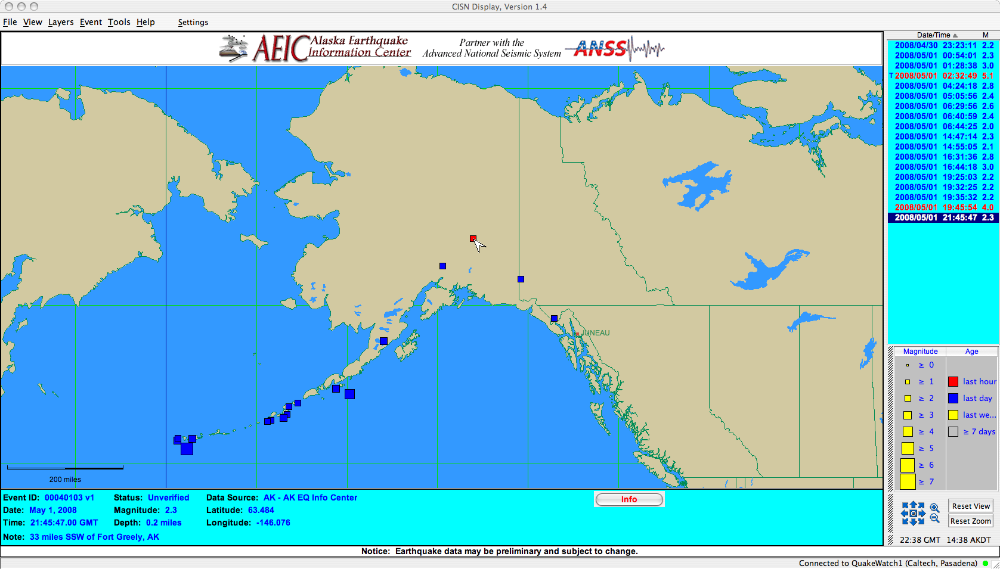 CISN Display, Version 1.4
File View Layers Event Tools Help Settings
AEIC Alaska Earthquake Information Center
Partner with the
Advanced National Seismic System
ANSS
Date/Time M
2008/04/30 23:23:11 2.2
2008/05/01 00:54:01 2.3
2008/05/01 01:28:38 3.0
T 2008/05/01 02:32:49 5.1
2008/05/01 04:24:18 2.8
2008/05/01 05:05:56 2.4
2008/05/01 06:29:56 2.6
2008/05/01 06:40:59 2.4
2008/05/01 06:44:25 2.0
2008/05/01 14:47:14 2.3
2008/05/01 14:55:05 2.1
2008/05/01 16:31:36 2.8
2008/05/01 16:44:18 3.0
2008/05/01 19:25:03 2.2
2008/05/01 19:32:25 2.2
2008/05/01 19:35:32 2.2
2008/05/01 19:45:54 4.0
2008/05/01 21:45:47 2.3
JUNEAU
200 miles
Magnitude Age
≥ 0
≥ 1 last hour
≥ 2 last day
≥ 3 last we...
≥ 4 ≥ 7 days
≥ 5
≥ 6
≥ 7
Reset View
Reset Zoom
22:38 GMT 14:38 AKDT
Event ID: 00040103 v1 Status: Unverified Data Source: AK - AK EQ Info Center
Info
Date: May 1, 2008 Magnitude: 2.3 Latitude: 63.484
Time: 21:45:47.00 GMT Depth: 0.2 miles Longitude: -146.076
Note: 33 miles SSW of Fort Greely, AK
Notice: Earthquake data may be preliminary and subject to change.
Connected to QuakeWatch1 (Caltech, Pasadena)